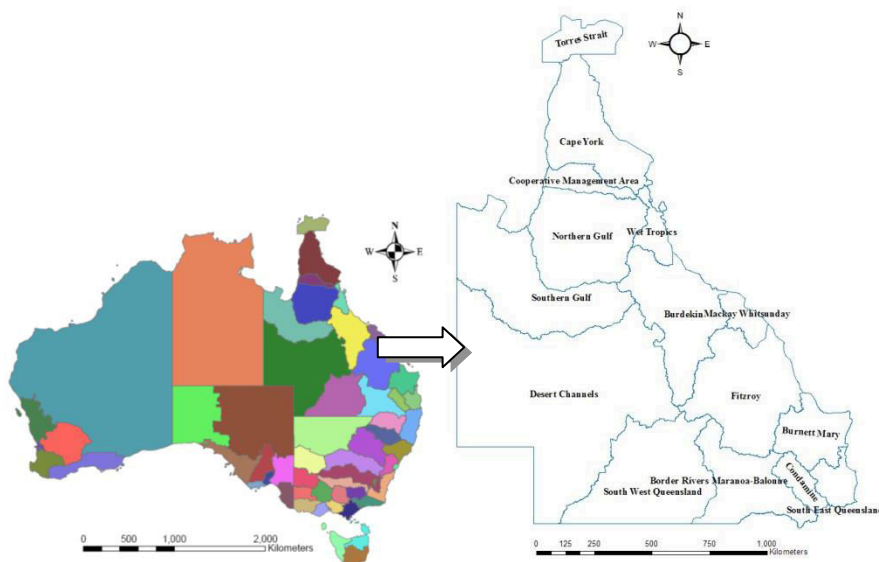 N
W E
S
0 500 1,000 2,000
Kilometers
N
W E
S
Torres Strait
Cape York
Cooperative Management Area
Northern Gulf
Wet Tropics
Southern Gulf
Burdekin
Mackay Whitsunday
Desert Channels
Fitzroy
Burnett Mary
Condamine
Border Rivers Maranoa-Balonne
South West Queensland
South East Queensland
0 125 250 500 750 1,000
Kilometers